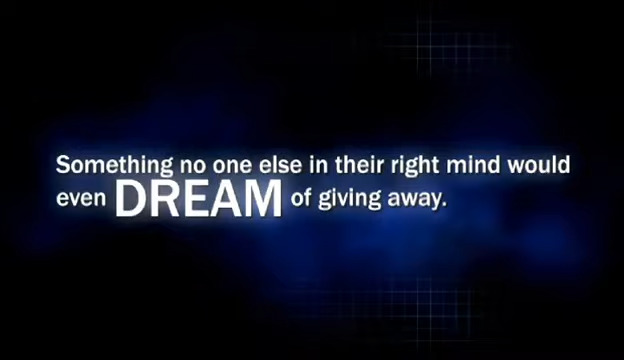 Something no one else in their right mind would
even DREAM of giving away.